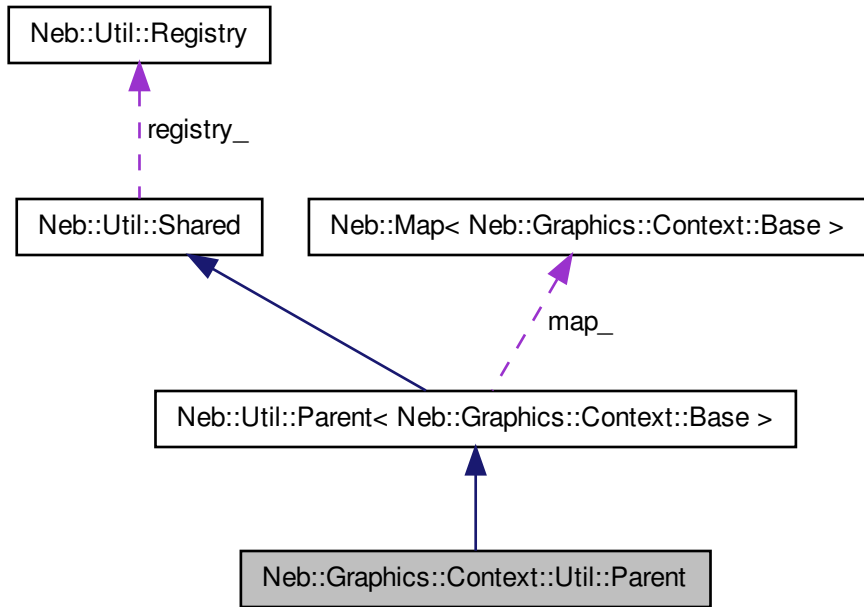 Neb::Util::Registry
registry_
Neb::Util::Shared
Neb::Map< Neb::Graphics::Context::Base >
map_
Neb::Util::Parent< Neb::Graphics::Context::Base >
Neb::Graphics::Context::Util::Parent